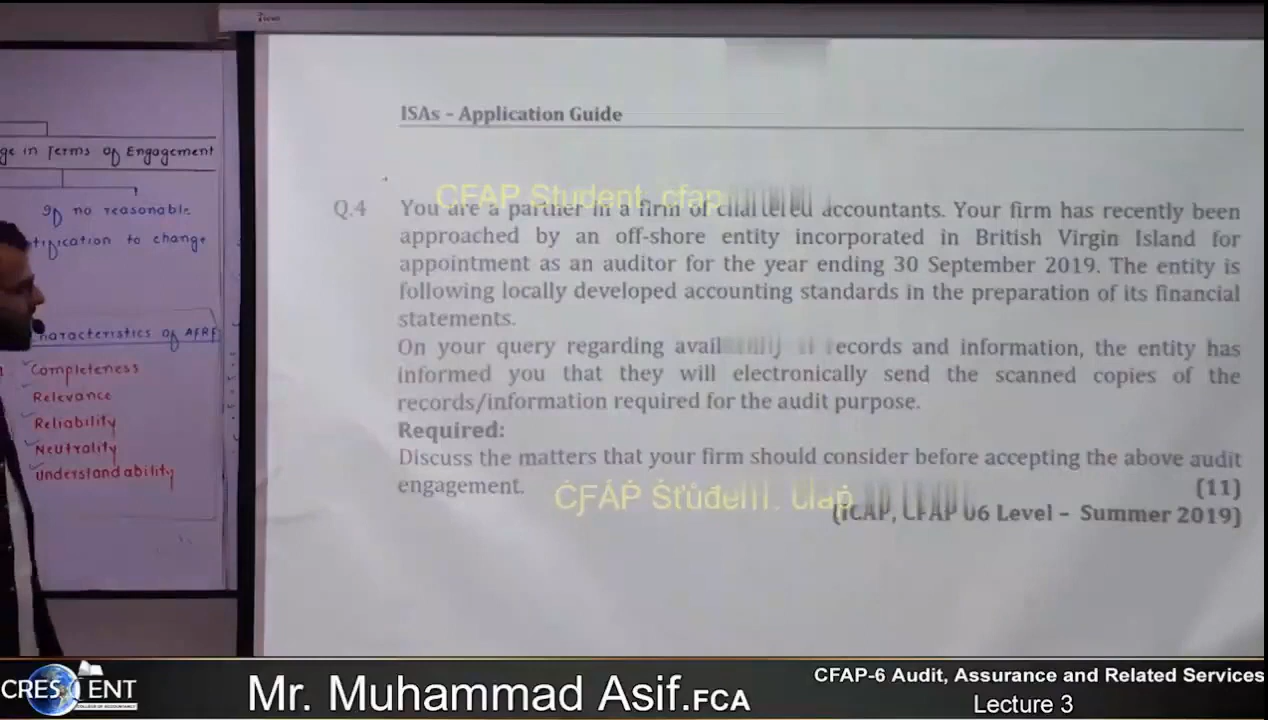 ge in Terms of Engagement
If no reasonable
tification to change
haracteristics of AFRF
Completeness
Relevance
Reliability
Neutrality
Understandability
ISAs - Application Guide
CFAP Student. cfap
Q.4 You are a partner in a firm of chartered accountants. Your firm has recently been
approached by an off-shore entity incorporated in British Virgin Island for
appointment as an auditor for the year ending 30 September 2019. The entity is
following locally developed accounting standards in the preparation of its financial
statements.
On your query regarding records and information, the entity has
informed you that they will electronically send the scanned copies of the
records/information required for the audit purpose.
Required:
Discuss the matters that your firm should consider before accepting the above audit
engagement. (11)
(ICAP, CFAP 06 Level - Summer 2019)
CRESCENT
Mr. Muhammad Asif.FCA
CFAP-6 Audit, Assurance and Related Services
Lecture 3